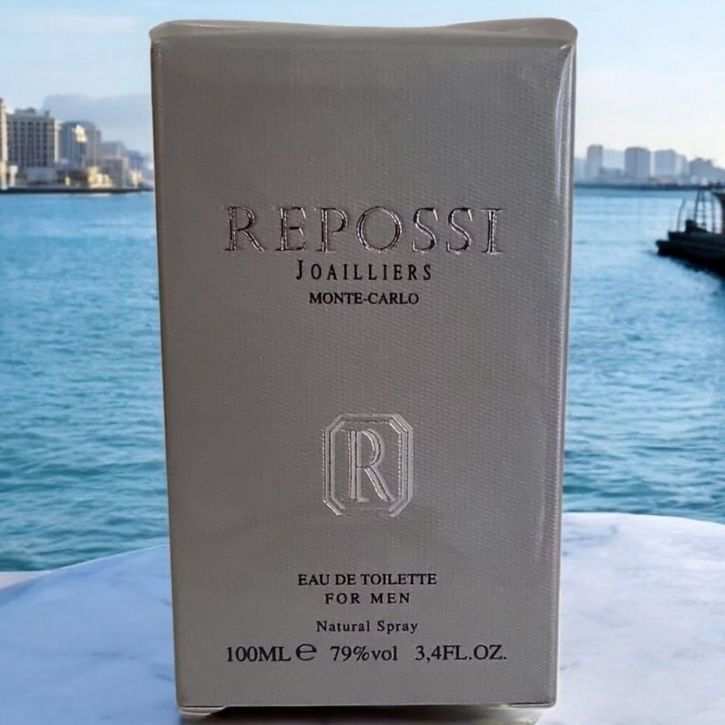 REPOSSI
JOAILLIERS
MONTE-CARLO
R
EAU DE TOILETTE
FOR MEN
Natural Spray
100ML ℮ 79%vol 3,4FL.OZ.